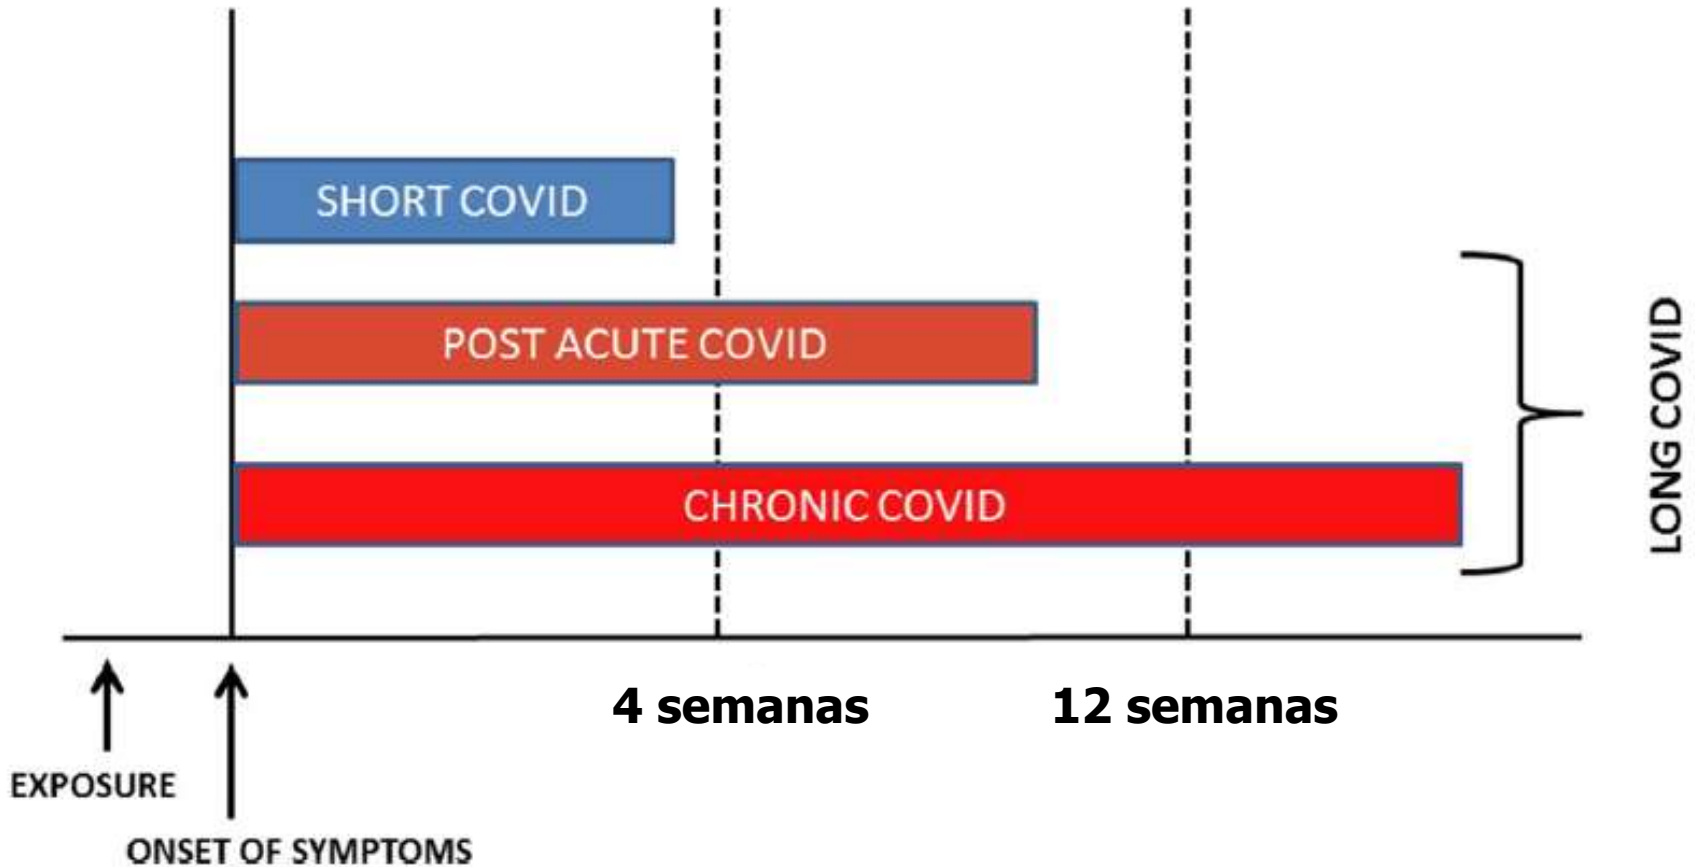 SHORT COVID
POST ACUTE COVID
CHRONIC COVID
LONG COVID
4 semanas
12 semanas
EXPOSURE
ONSET OF SYMPTOMS